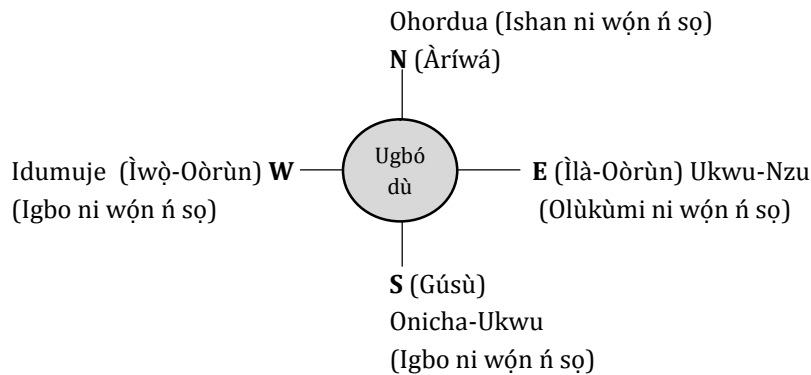 Ohordua (Ishan ni wọ́n ń sọ)
N (Àríwá)
Ugbó
dù
Idumuje (Ìwọ̀-Oòrùn) W
(Igbo ni wọ́n ń sọ)
E (Ìlà-Oòrùn) Ukwu-Nzu
(Olùkùmi ni wọ́n ń sọ)
S (Gúsù)
Onicha-Ukwu
(Igbo ni wọ́n ń sọ)